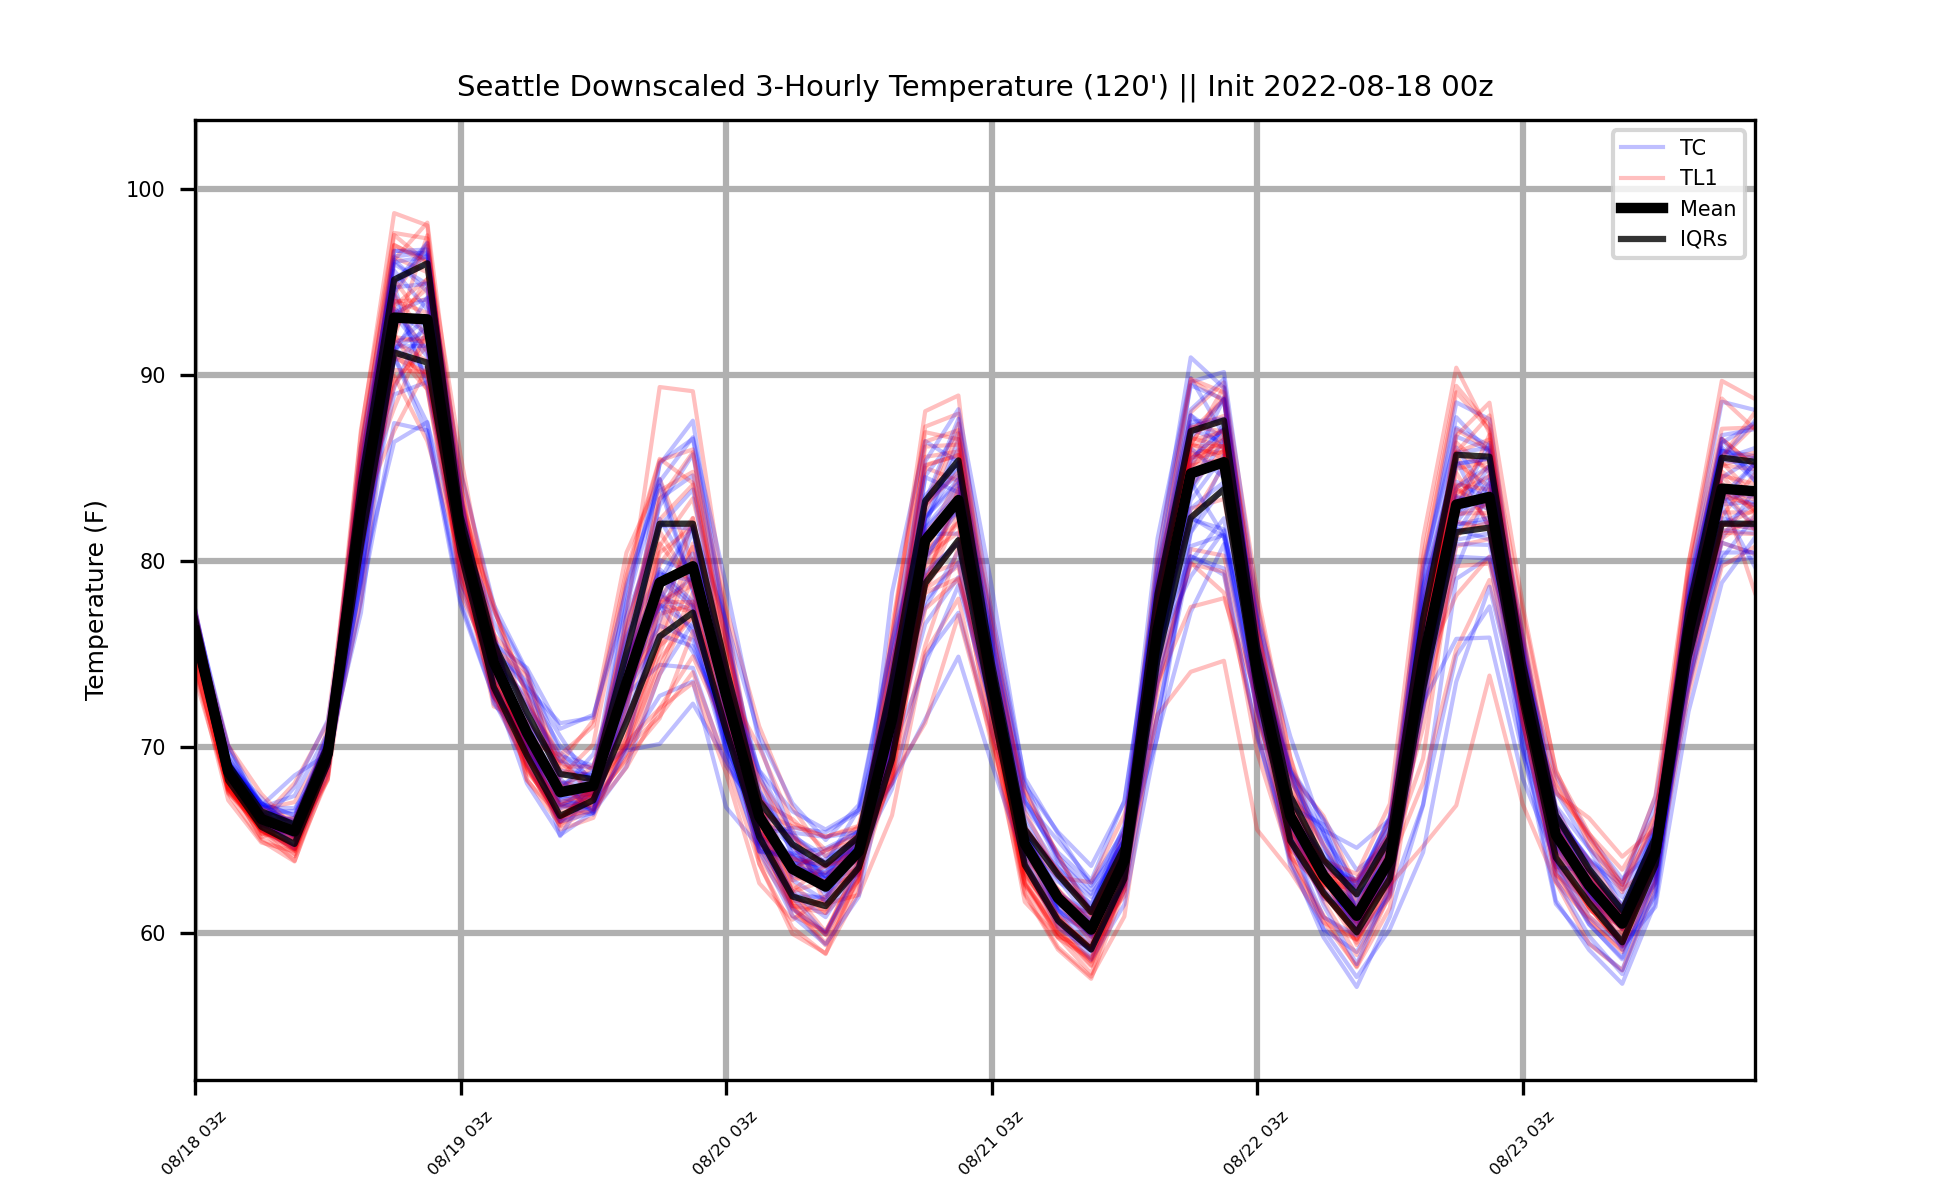 Seattle Downscaled 3-Hourly Temperature (120') || Init 2022-08-18 00z
TC
TL1
Mean
IQRs
Temperature (F)
100
90
80
70
60
08/18 03z
08/19 03z
08/20 03z
08/21 03z
08/22 03z
08/23 03z